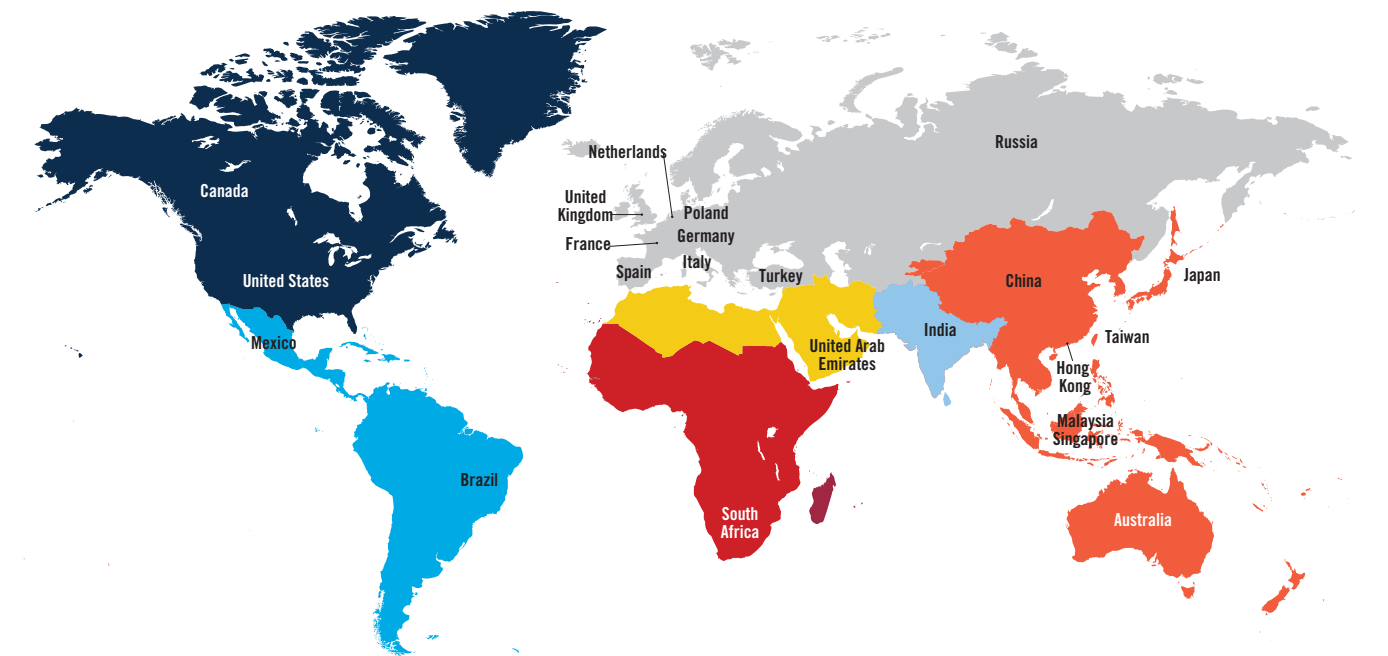 Canada
United States
Mexico
Brazil
Netherlands
United
Kingdom
France
Spain
Poland
Germany
Italy
Turkey
Russia
United Arab
Emirates
South
Africa
India
China
Japan
Taiwan
Hong
Kong
Malaysia
Singapore
Australia